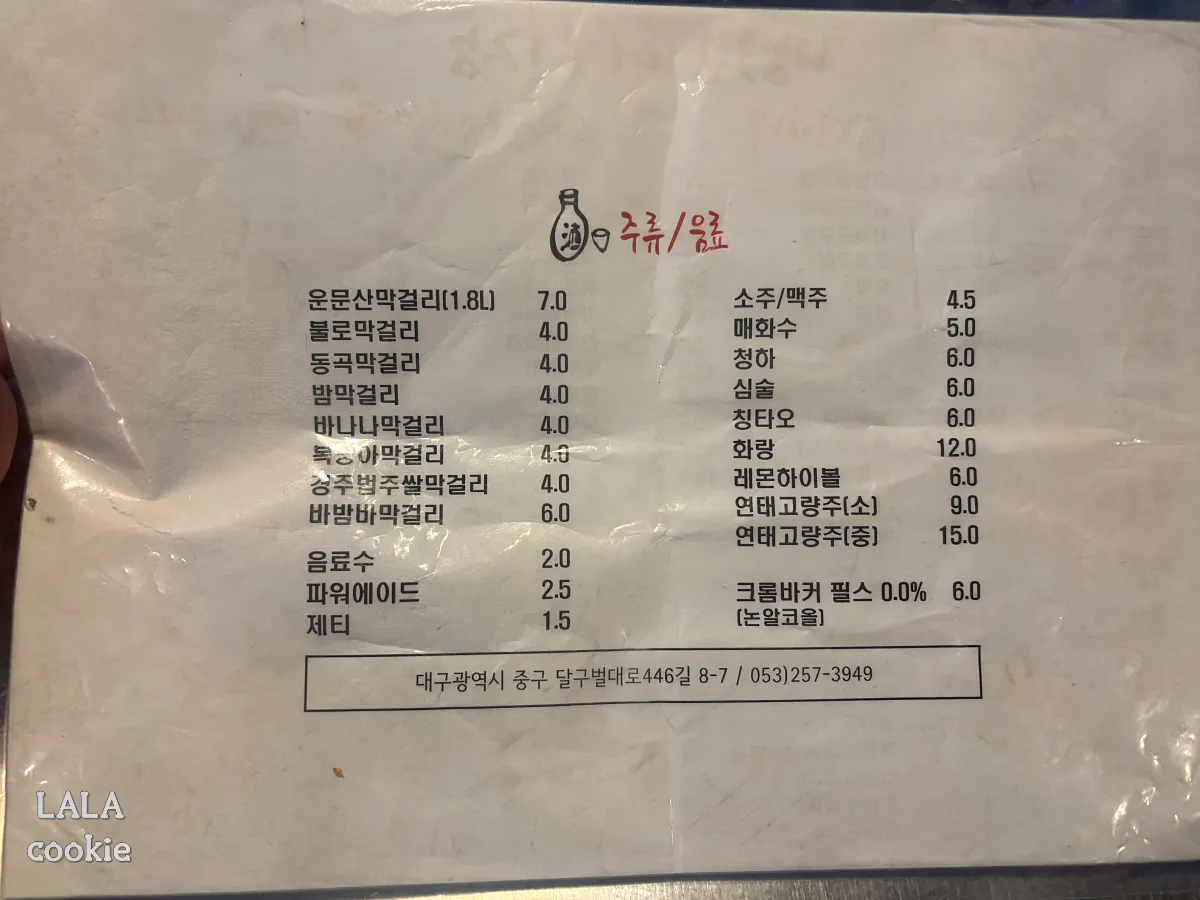 酒 주류/음료
운문산막걸리(1.8L) 7.0
불로막걸리 4.0
동곡막걸리 4.0
밤막걸리 4.0
바나나막걸리 4.0
복숭아막걸리 4.0
경주법주쌀막걸리 4.0
바밤바막걸리 6.0
음료수 2.0
파워에이드 2.5
제티 1.5
소주/맥주 4.5
매화수 5.0
청하 6.0
심술 6.0
칭타오 6.0
화랑 12.0
레몬하이볼 6.0
연태고량주(소) 9.0
연태고량주(중) 15.0
크롬바커 필스 0.0% 6.0
(논알코올)
대구광역시 중구 달구벌대로446길 8-7 / 053)257-3949
LALA
cookie